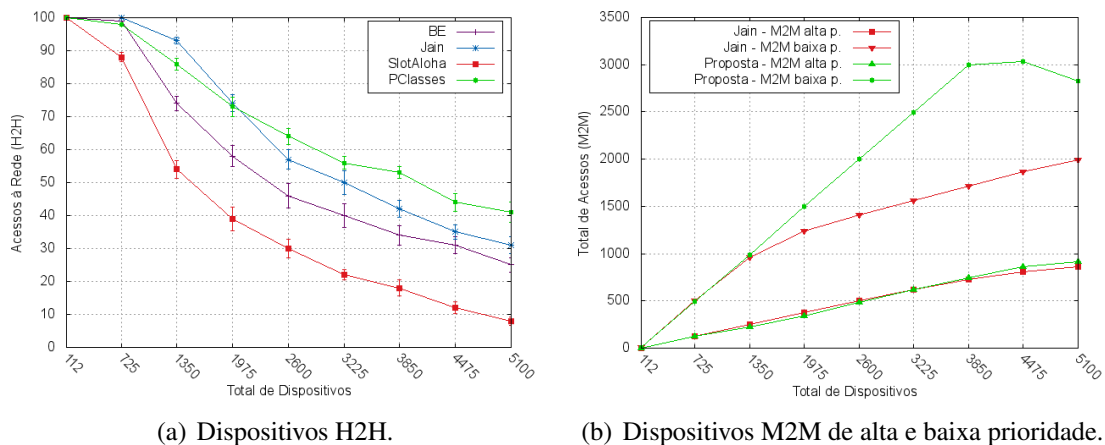 100
90
80
70
60
50
40
30
20
10
0
Acessos à Rede (H2H)
BE
Jain
SlotAloha
PClasses
112
725
1350
1975
2600
3225
3850
4475
5100
Total de Dispositivos
(a) Dispositivos H2H.
3500
3000
2500
2000
1500
1000
500
0
Total de Acessos (M2M)
Jain - M2M alta p.
Jain - M2M baixa p.
Proposta - M2M alta p.
Proposta - M2M baixa p.
112
725
1350
1975
2600
3225
3850
4475
5100
Total de Dispositivos
(b) Dispositivos M2M de alta e baixa prioridade.